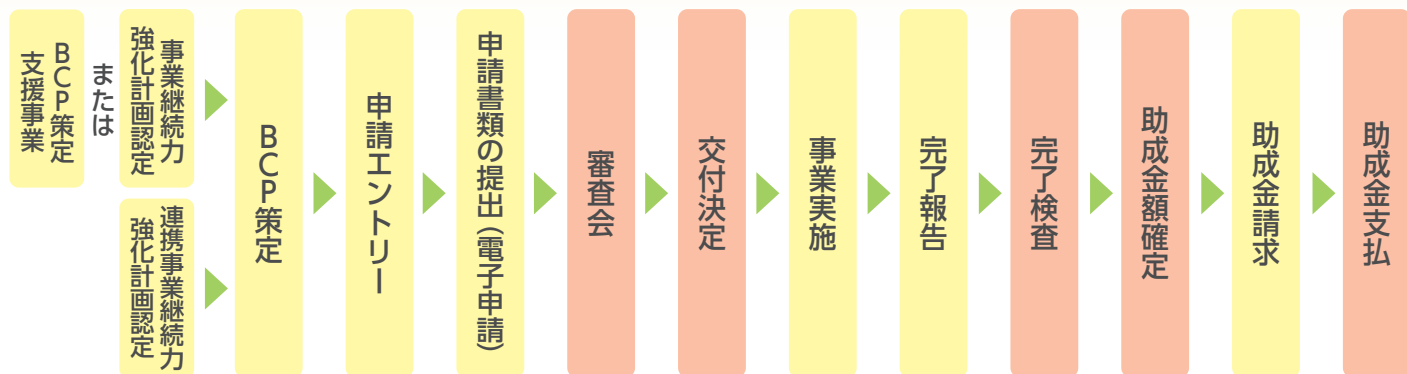 BCP策定
支援事業
または
事業継続力
強化計画認定
連携事業継続力
強化計画認定
BCP策定
申請エントリー
申請書類の提出（電子申請）
審査会
交付決定
事業実施
完了報告
完了検査
助成金額確定
助成金請求
助成金支払